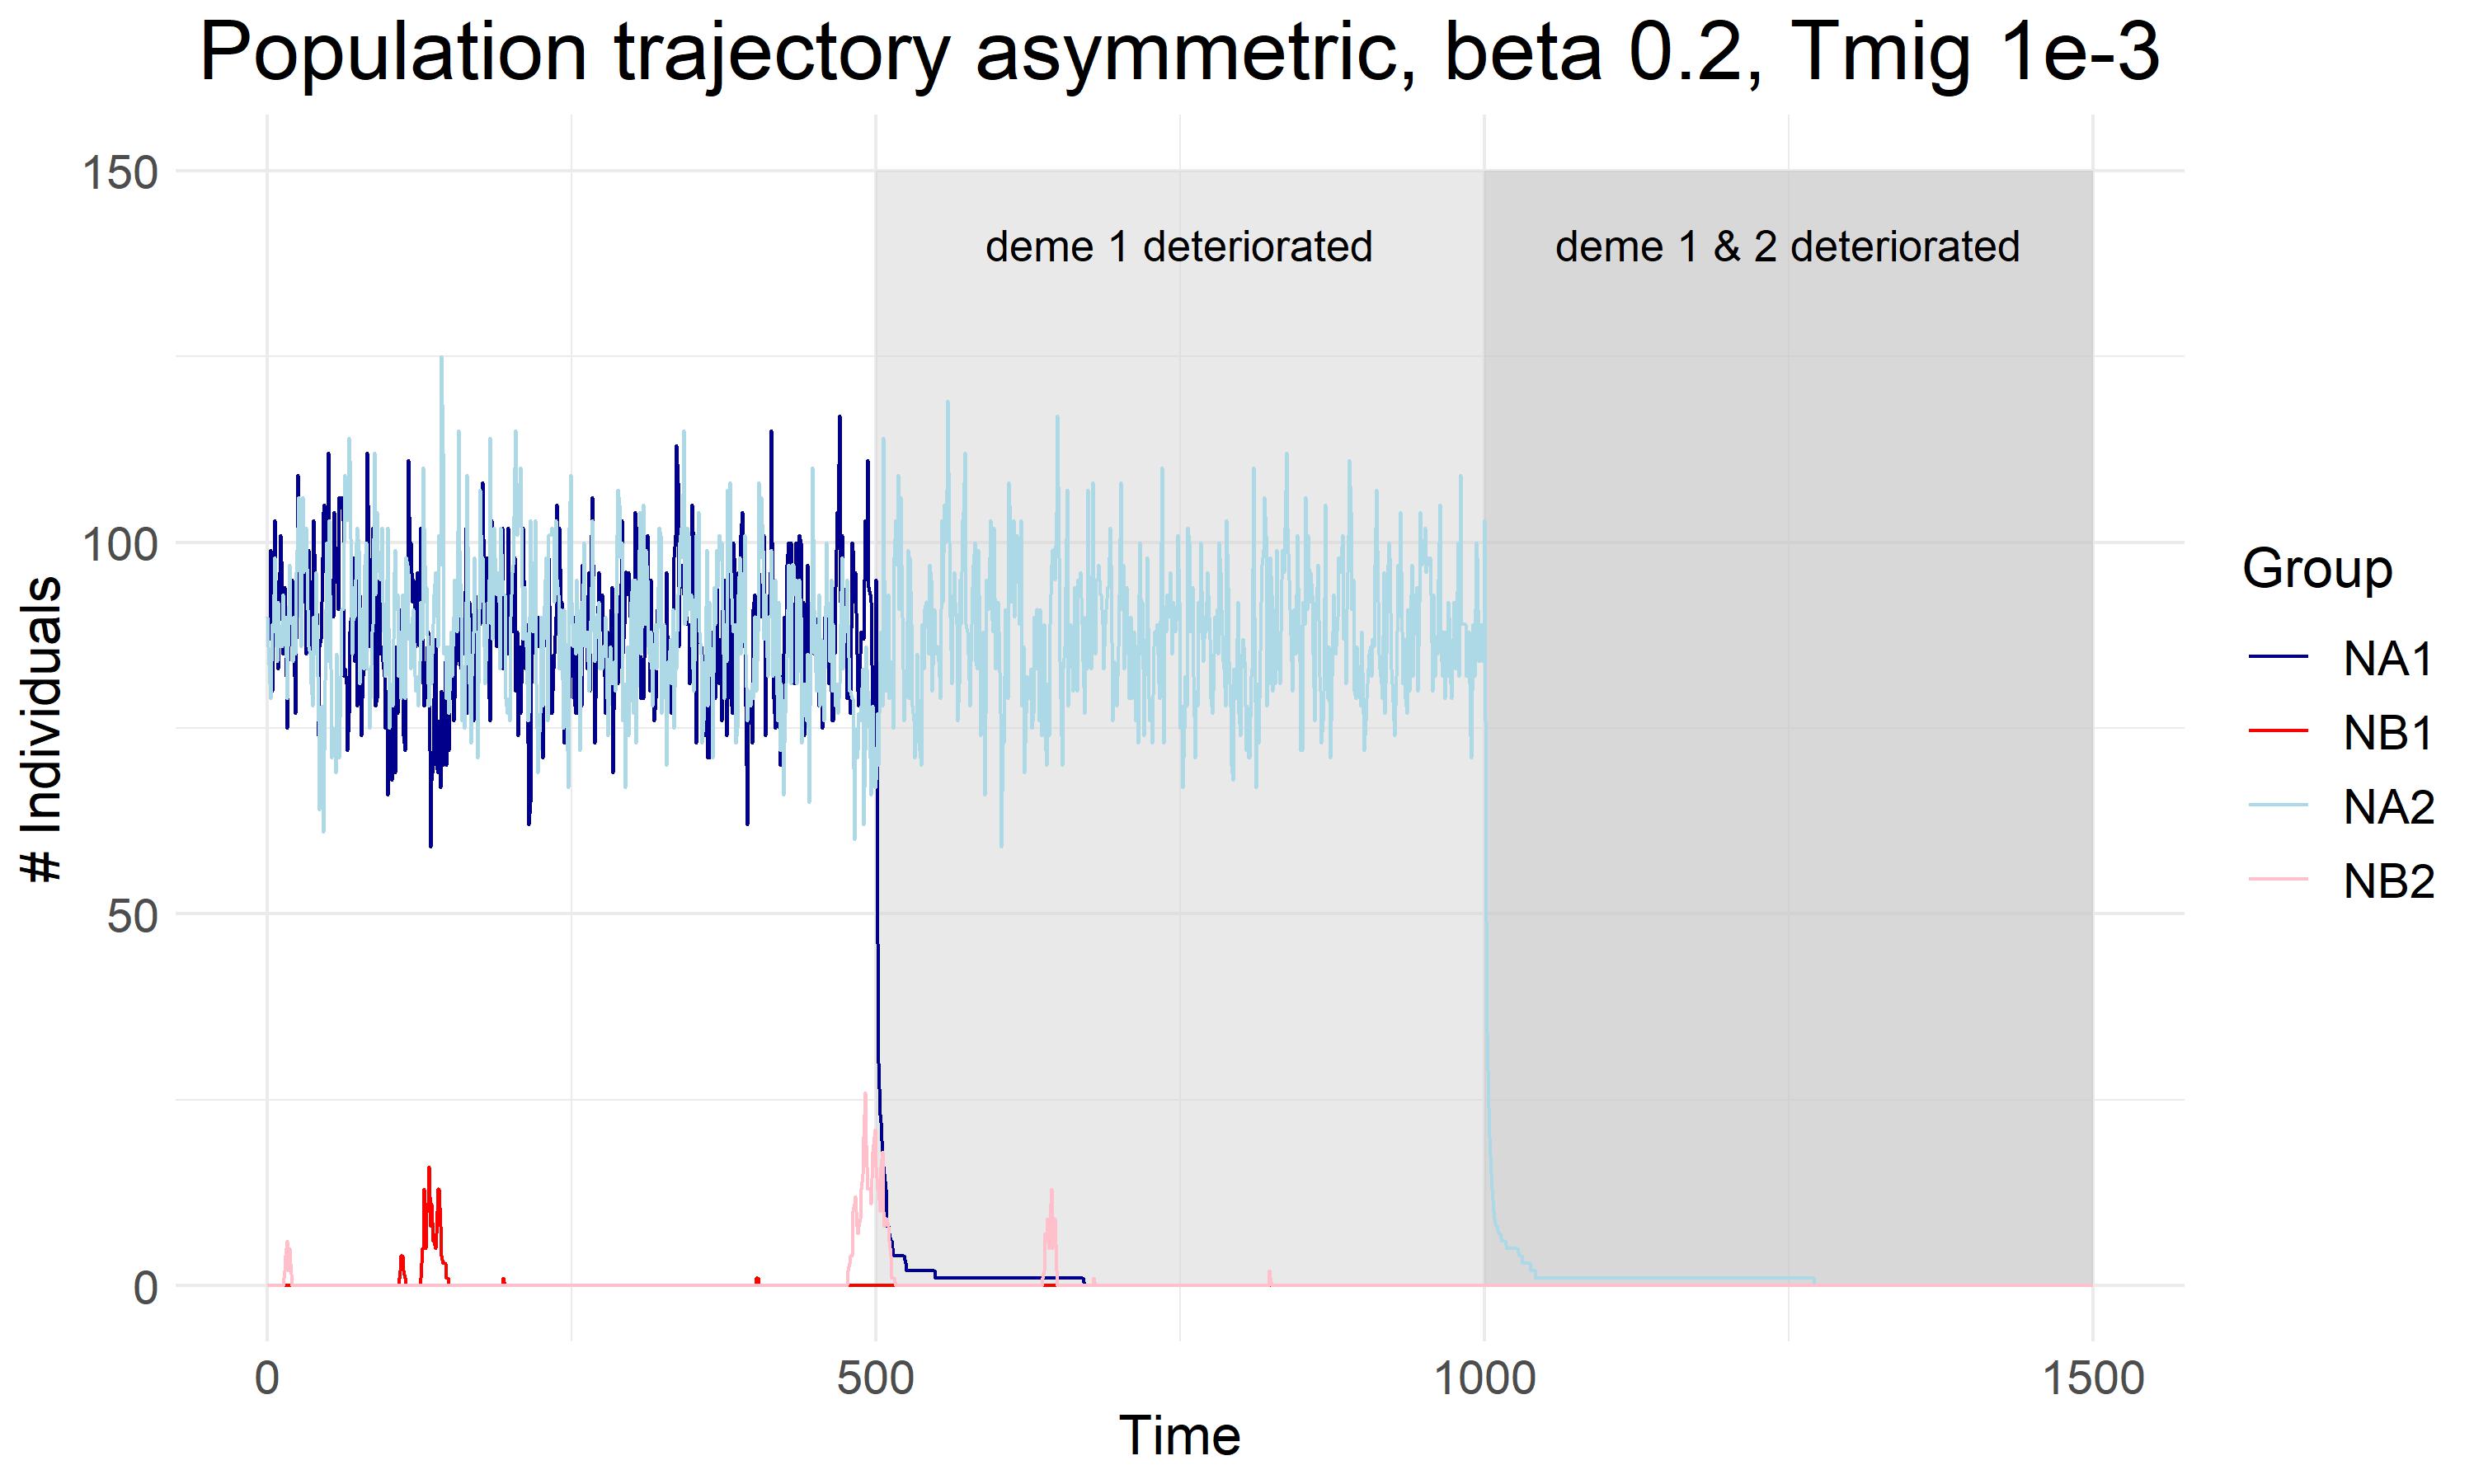 Population trajectory asymmetric, beta 0.2, Tmig 1e-3
150
100
50
0
# Individuals
deme 1 deteriorated
deme 1 & 2 deteriorated
0
500
1000
1500
Time
Group
NA1
NB1
NA2
NB2